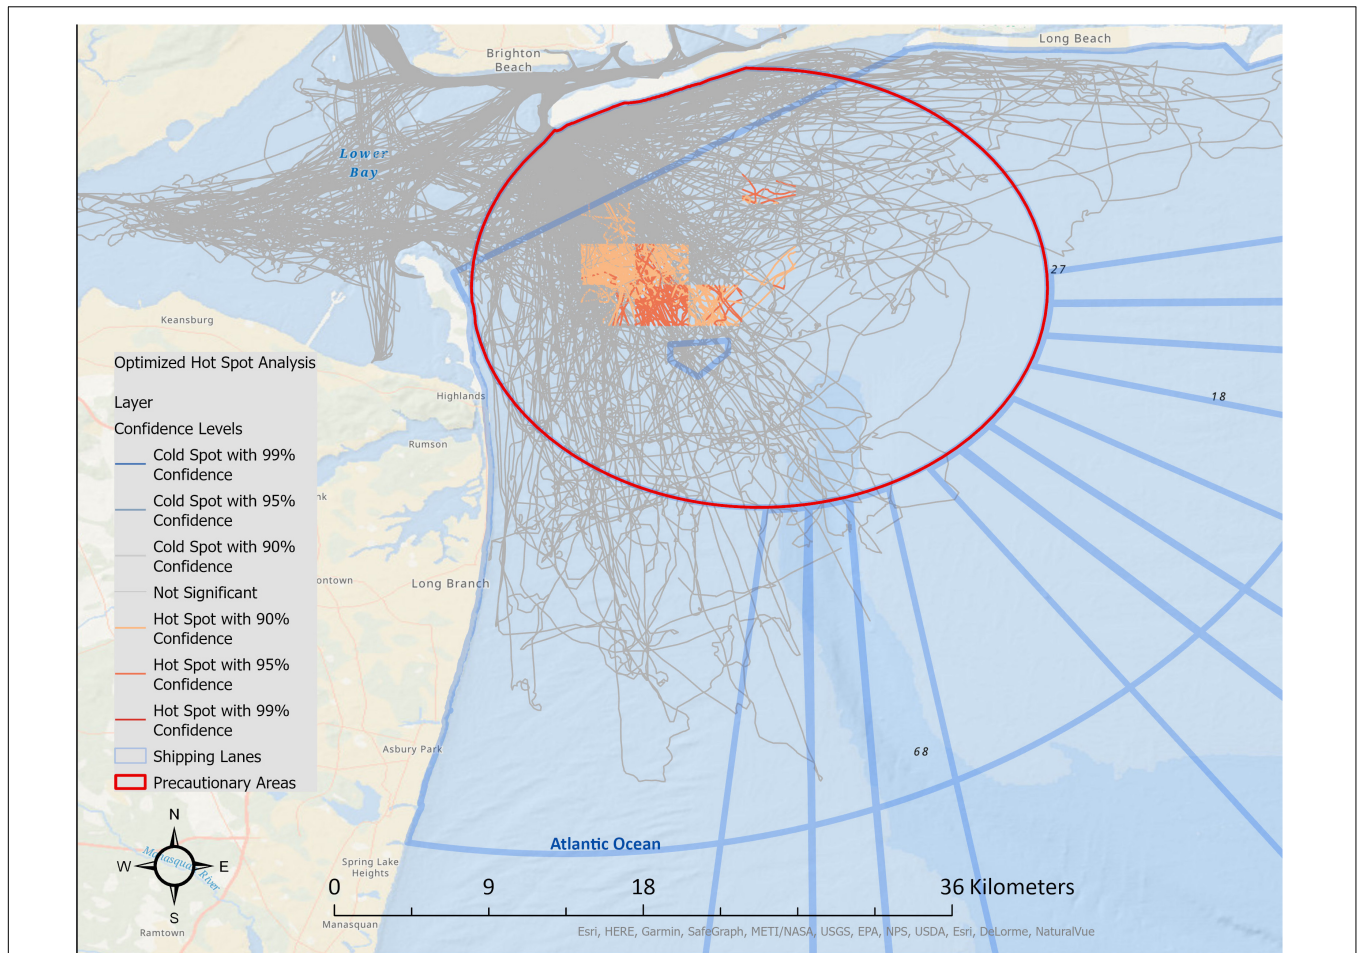 Long Beach
Brighton
Beach
Lower
Bay
27
Keansburg
18
Optimized Hot Spot Analysis
Highlands
Layer
Confidence Levels
Rumson
Cold Spot with 99%
Confidence
nk
Cold Spot with 95%
Confidence
Cold Spot with 90%
Confidence
ontown
Long Branch
Not Significant
Hot Spot with 90%
Confidence
Hot Spot with 95%
Confidence
Hot Spot with 99%
Confidence
Asbury Park
68
Shipping Lanes
Precautionary Areas
N
Atlantic Ocean
Manasquan River
W
E
Spring Lake
Heights
0 9 18 36 Kilometers
S
Manasquan
Ramtown
Esri, HERE, Garmin, SafeGraph, METI/NASA, USGS, EPA, NPS, USDA, Esri, DeLorme, NaturalVue